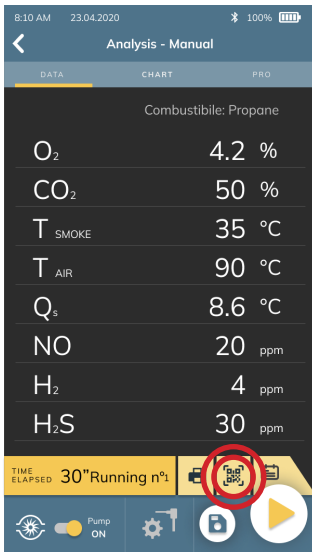 8:10 AM 23.04.2020 100%
Analysis - Manual
DATA CHART PRO
Combustibile: Propane
O₂ 4.2 %
CO₂ 50 %
T SMOKE 35 °C
T AIR 90 °C
Qs 8.6 °C
NO 20 ppm
H₂ 4 ppm
H₂S 30 ppm
TIME
ELAPSED 30” Running nº1
Pump
ON